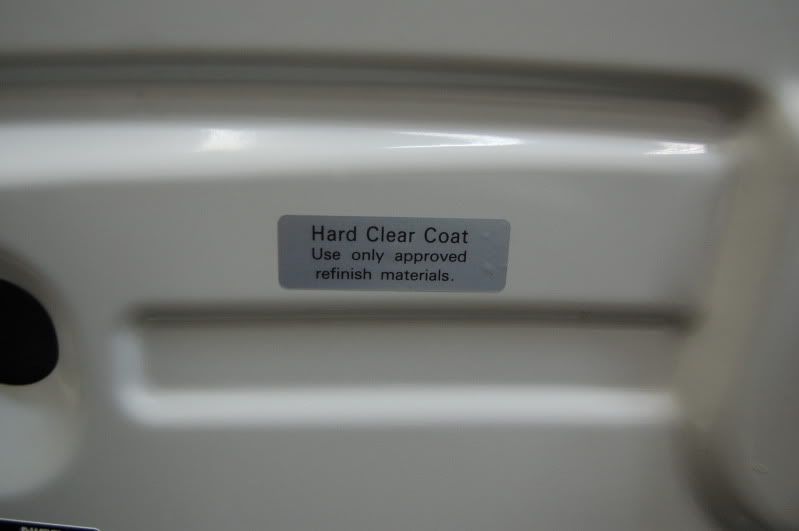 Hard Clear Coat
Use only approved
refinish materials.